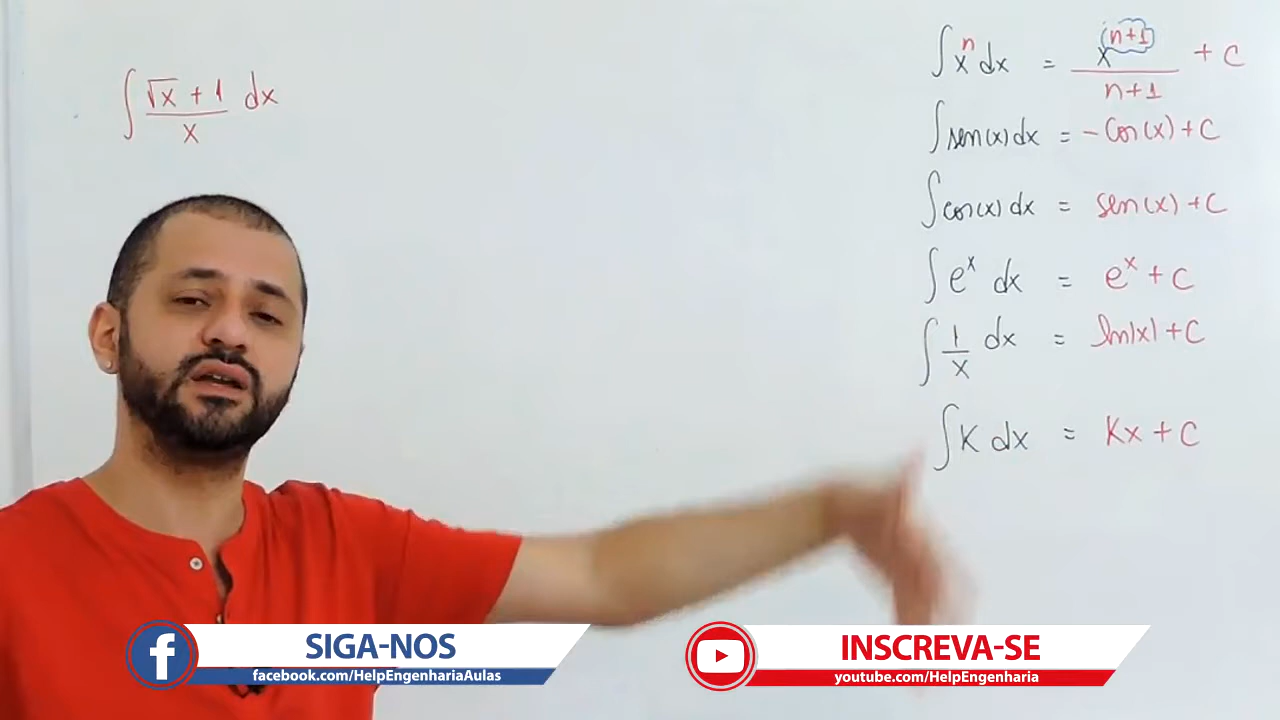 ∫ (√x + 1)/x dx
∫ xⁿ dx = x^(n+1)/(n+1) + C
∫ sen(x) dx = - Cos(x) + C
∫ cos(x) dx = sen(x) + C
∫ eˣ dx = eˣ + C
∫ 1/x dx = ln|x| + C
∫ K dx = Kx + C
SIGA-NOS
facebook.com/HelpEngenhariaAulas
INSCREVA-SE
youtube.com/HelpEngenharia